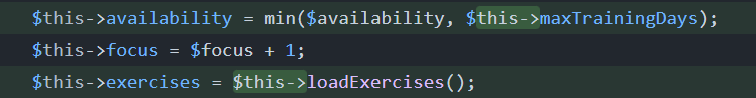 $this->availability = min($availability, $this->maxTrainingDays);
$this->focus = $focus + 1;
$this->exercises = $this->loadExercises();